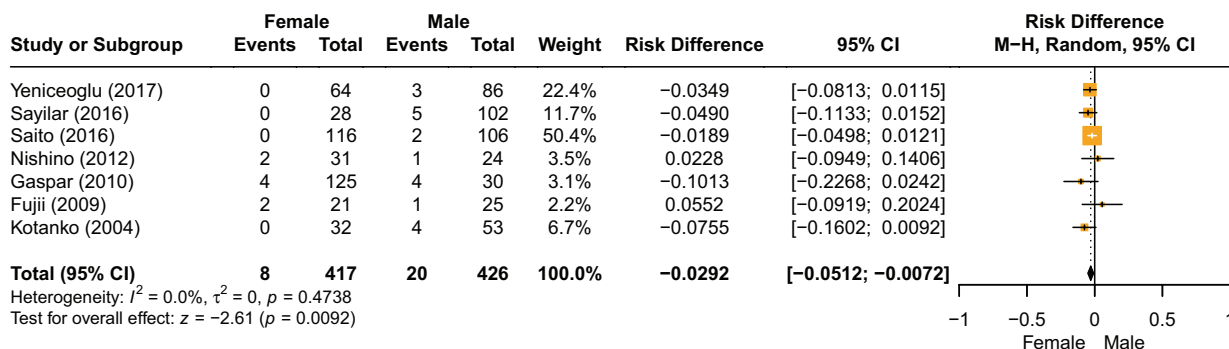 Female Male Risk Difference
Study or Subgroup Events Total Events Total Weight Risk Difference 95% CI M−H, Random, 95% CI
Yeniceoglu (2017) 0 64 3 86 22.4% −0.0349 [−0.0813; 0.0115]
Sayilar (2016) 0 28 5 102 11.7% −0.0490 [−0.1133; 0.0152]
Saito (2016) 0 116 2 106 50.4% −0.0189 [−0.0498; 0.0121]
Nishino (2012) 2 31 1 24 3.5% 0.0228 [−0.0949; 0.1406]
Gaspar (2010) 4 125 4 30 3.1% −0.1013 [−0.2268; 0.0242]
Fujii (2009) 2 21 1 25 2.2% 0.0552 [−0.0919; 0.2024]
Kotanko (2004) 0 32 4 53 6.7% −0.0755 [−0.1602; 0.0092]
Total (95% CI) 8 417 20 426 100.0% −0.0292 [−0.0512; −0.0072]
Heterogeneity: I² = 0.0%, τ² = 0, p = 0.4738
Test for overall effect: z = −2.61 (p = 0.0092)
−1 −0.5 0 0.5 1
Female Male